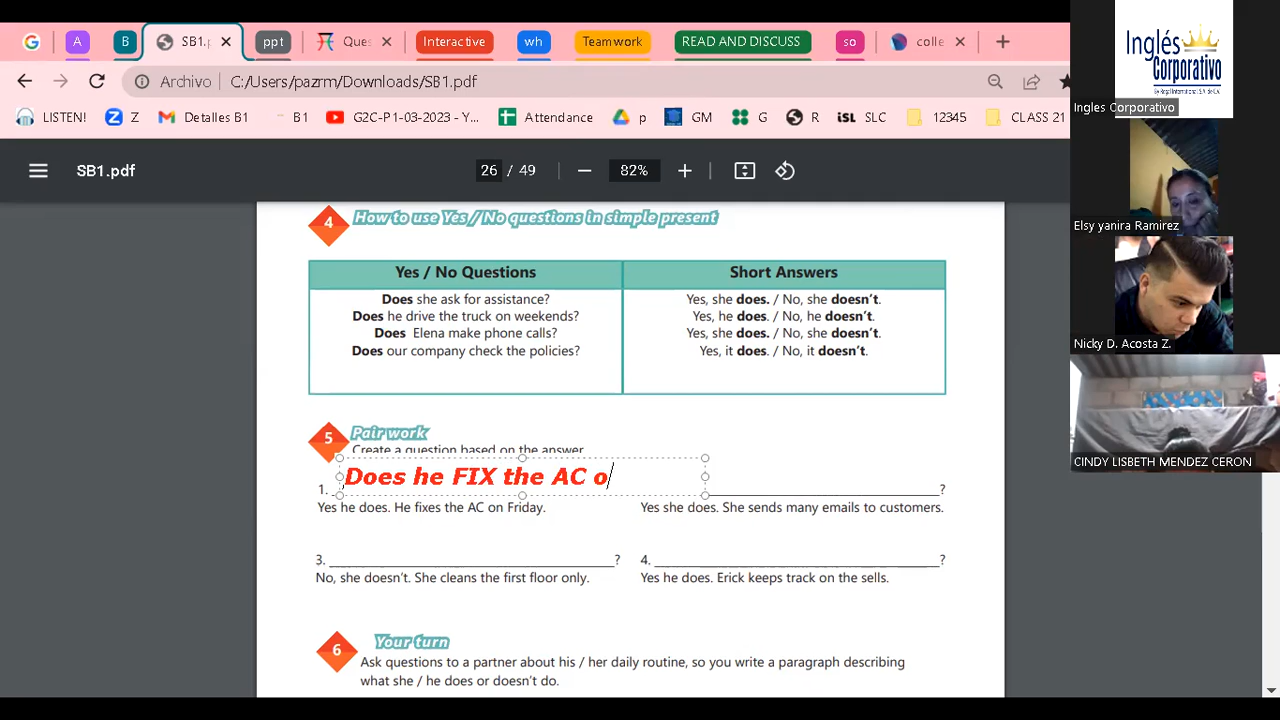 A
B
SB1.
ppt
Ques
Interactive
wh
Teamwork
READ AND DISCUSS
so
colle
Archivo
C:/Users/pazrm/Downloads/SB1.pdf
LISTEN!
Z
Detalles B1
B1
G2C-P1-03-2023 - Y...
Attendance
p
GM
G
R
iSL
SLC
12345
CLASS 21
SB1.pdf
26 / 49
82%
4
How to use Yes / No questions in simple present
Yes / No Questions
Short Answers
Does she ask for assistance?
Yes, she does. / No, she doesn't.
Does he drive the truck on weekends?
Yes, he does. / No, he doesn't.
Does Elena make phone calls?
Yes, she does. / No, she doesn't.
Does our company check the policies?
Yes, it does. / No, it doesn't.
5
Pair work
Create a question based on the answer
Does he FIX the AC o
1.
?
Yes he does. He fixes the AC on Friday.
Yes she does. She sends many emails to customers.
3. ?
4. ?
No, she doesn't. She cleans the first floor only.
Yes he does. Erick keeps track on the sells.
6
Your turn
Ask questions to a partner about his / her daily routine, so you write a paragraph describing
what she / he does or doesn't do.
Inglés
Corporativo
Ingles Corporativo
Elsy yanira Ramirez
Nicky D. Acosta Z.
CINDY LISBETH MENDEZ CERON